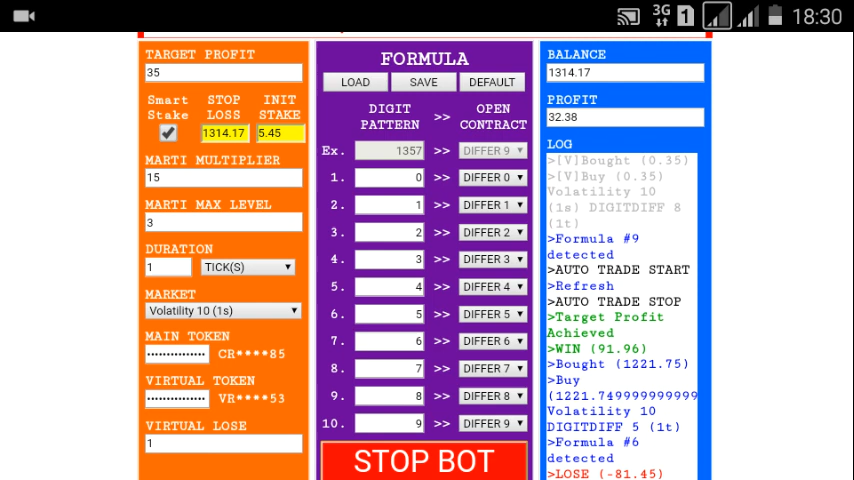 3G 1 18:30
TARGET PROFIT
35
Smart Stake
STOP LOSS
1314.17
INIT STAKE
5.45
MARTI MULTIPLIER
15
MARTI MAX LEVEL
3
DURATION
1 TICK(S)
MARKET
Volatility 10 (1s)
MAIN TOKEN
CR****85
VIRTUAL TOKEN
VR****53
VIRTUAL LOSE
1
FORMULA
LOAD SAVE DEFAULT
DIGIT PATTERN >> OPEN CONTRACT
Ex. 1357 >> DIFFER 9
1. 0 >> DIFFER 0
2. 1 >> DIFFER 1
3. 2 >> DIFFER 2
4. 3 >> DIFFER 3
5. 4 >> DIFFER 4
6. 5 >> DIFFER 5
7. 6 >> DIFFER 6
8. 7 >> DIFFER 7
9. 8 >> DIFFER 8
10. 9 >> DIFFER 9
STOP BOT
BALANCE
1314.17
PROFIT
32.38
LOG
>[V]Bought (0.35)
>[V]Buy (0.35)
Volatility 10
(1s) DIGITDIFF 8
(1t)
>Formula #9
detected
>AUTO TRADE START
>Refresh
>AUTO TRADE STOP
>Target Profit
Achieved
>WIN (91.96)
>Bought (1221.75)
>Buy
(1221.749999999999
Volatility 10
DIGITDIFF 5 (1t)
>Formula #6
detected
>LOSE (-81.45)